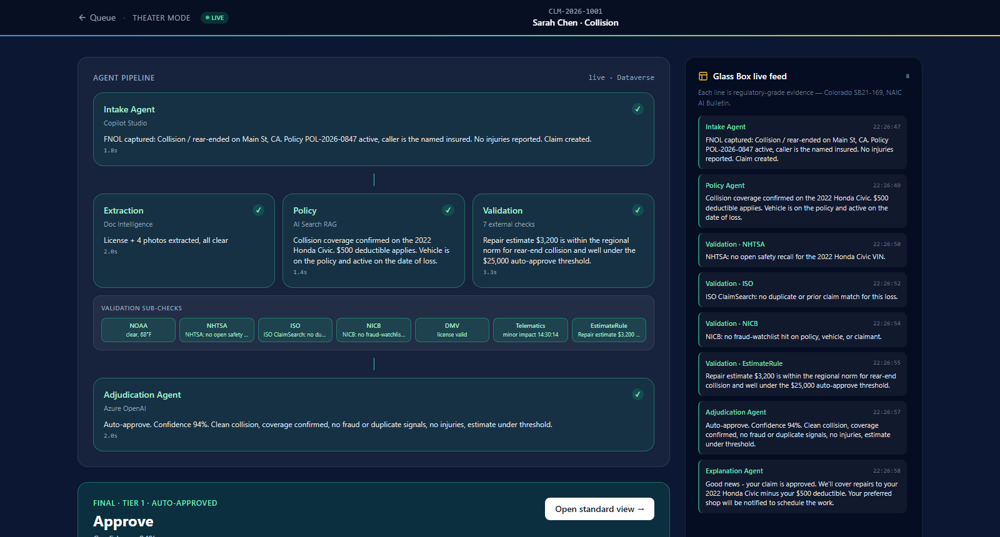 ← Queue · THEATER MODE LIVE
CLM-2026-1001
Sarah Chen · Collision
AGENT PIPELINE
live · Dataverse
Intake Agent
Copilot Studio
FNOL captured: Collision / rear-ended on Main St, CA. Policy POL-2026-0847 active, caller is the named insured. No injuries reported. Claim created.
1.8s
Extraction
Doc Intelligence
License + 4 photos extracted, all clear
2.0s
Policy
AI Search RAG
Collision coverage confirmed on the 2022
Honda Civic. $500 deductible applies. Vehicle is
on the policy and active on the date of loss.
1.4s
Validation
7 external checks
Repair estimate $3,200 is within the regional
norm for rear-end collision and well under the
$25,000 auto-approve threshold.
3.3s
VALIDATION SUB-CHECKS
NOAA
clear, 68°F
NHTSA
NHTSA: no open safety ...
ISO
ISO ClaimSearch: no du...
NICB
NICB: no fraud-watchlis...
DMV
license valid
Telematics
minor impact 14:30:14
EstimateRule
Repair estimate $3,200 ...
Adjudication Agent
Azure OpenAI
Auto-approve. Confidence 94%. Clean collision, coverage confirmed, no fraud or duplicate signals, no injuries, estimate under threshold.
2.0s
FINAL · TIER 1 · AUTO-APPROVED
Approve
Open standard view →
Glass Box live feed
8
Each line is regulatory-grade evidence — Colorado SB21-169, NAIC
AI Bulletin.
Intake Agent 22:26:47
FNOL captured: Collision / rear-ended on Main St, CA. Policy
POL-2026-0847 active, caller is the named insured. No injuries
reported. Claim created.
Policy Agent 22:26:49
Collision coverage confirmed on the 2022 Honda Civic. $500
deductible applies. Vehicle is on the policy and active on the
date of loss.
Validation · NHTSA 22:26:50
NHTSA: no open safety recall for the 2022 Honda Civic VIN.
Validation · ISO 22:26:52
ISO ClaimSearch: no duplicate or prior claim match for this loss.
Validation · NICB 22:26:54
NICB: no fraud-watchlist hit on policy, vehicle, or claimant.
Validation · EstimateRule 22:26:55
Repair estimate $3,200 is within the regional norm for rear-end
collision and well under the $25,000 auto-approve threshold.
Adjudication Agent 22:26:57
Auto-approve. Confidence 94%. Clean collision, coverage
confirmed, no fraud or duplicate signals, no injuries, estimate
under threshold.
Explanation Agent 22:26:58
Good news - your claim is approved. We'll cover repairs to your
2022 Honda Civic minus your $500 deductible. Your preferred
shop will be notified to schedule the work.